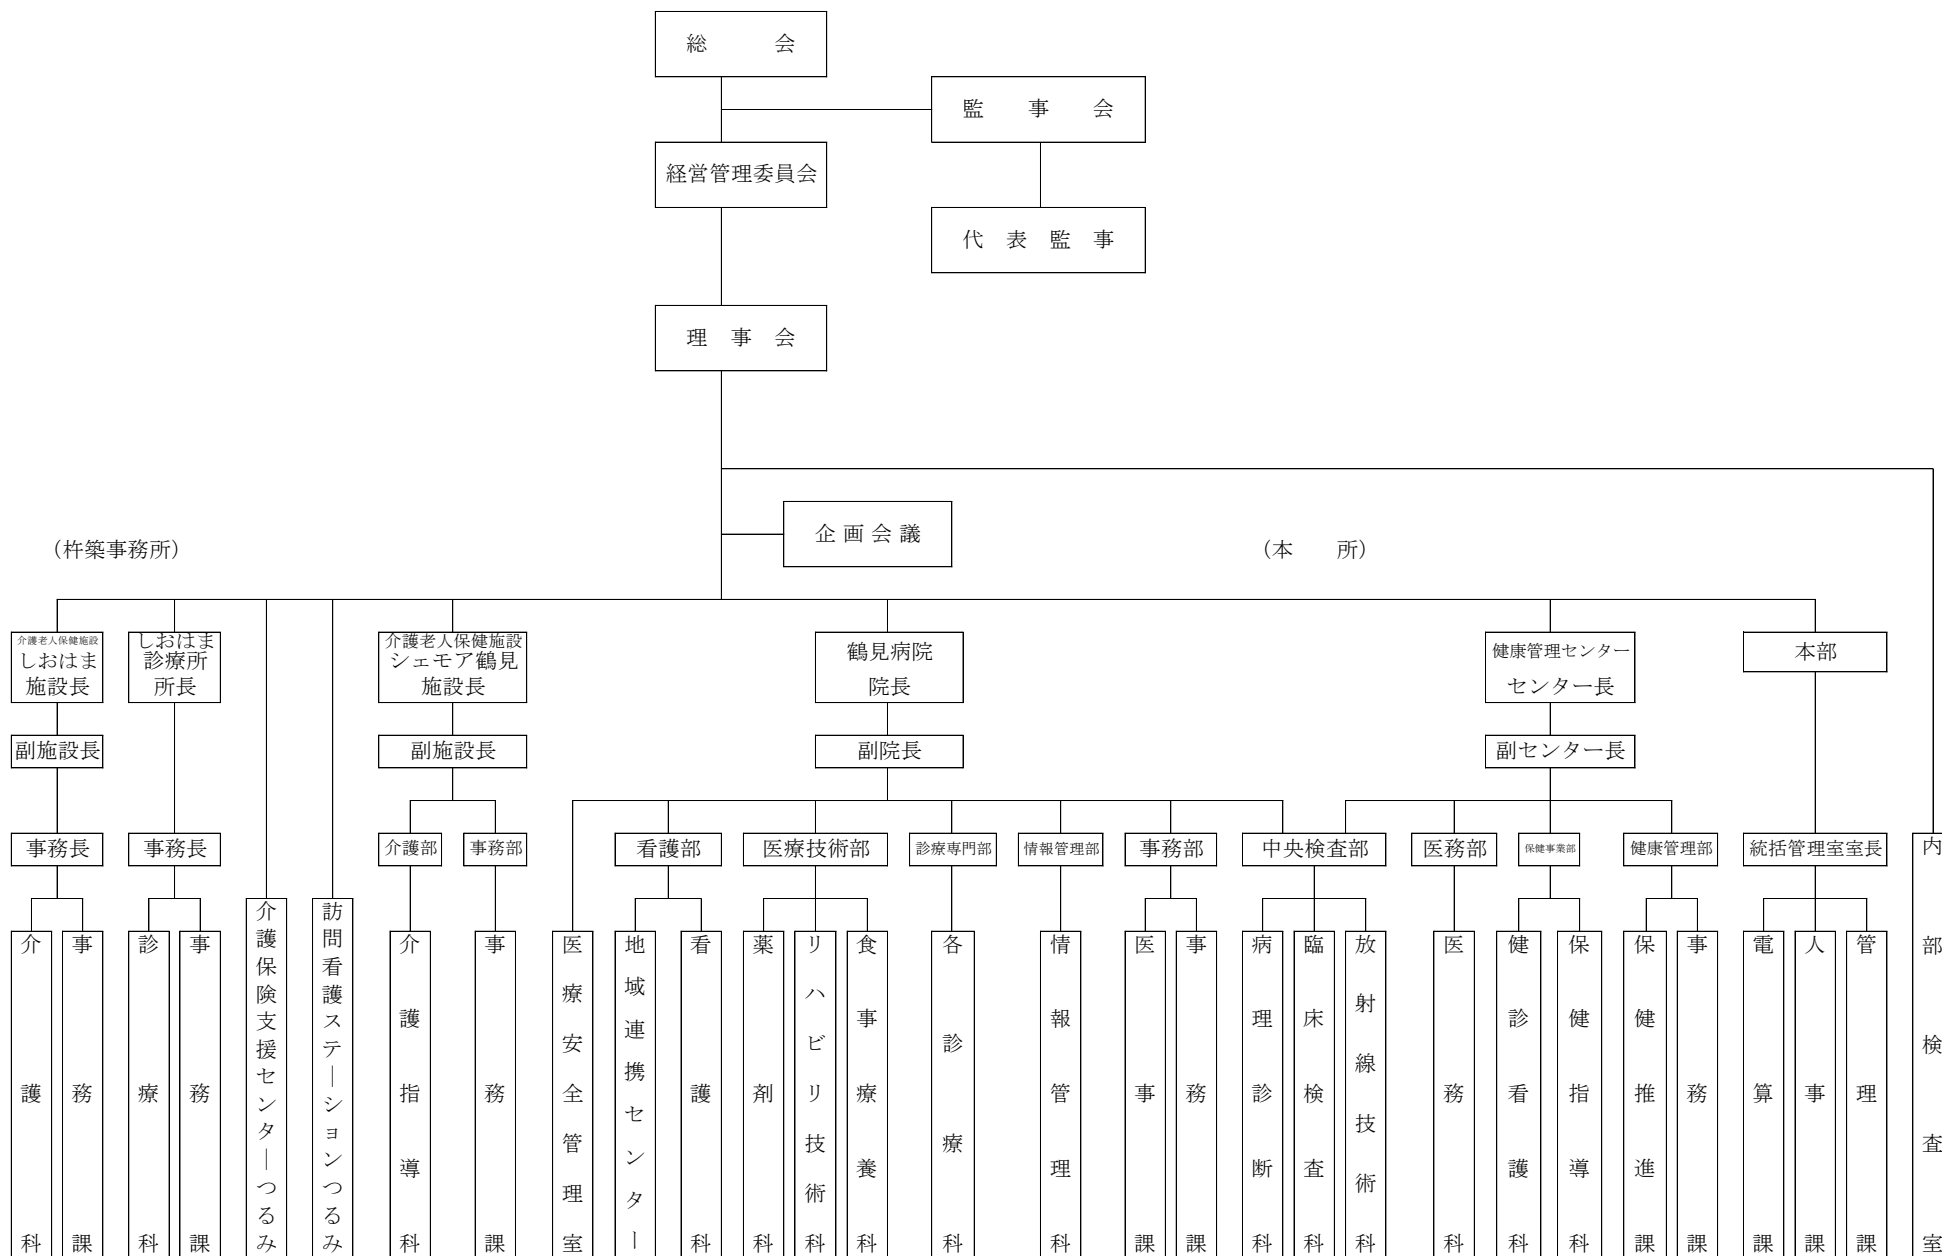 総　会
監　事　会
経営管理委員会
代 表 監 事
理 事 会
企画会議
（杵築事務所）
（本　所）
介護老人保健施設
しおはま
施設長
しおはま
診療所
所長
介護老人保健施設
シェモア鶴見
施設長
鶴見病院
院長
健康管理センター
センター長
本部
副施設長
副施設長
副院長
副センター長
事務長
事務長
介護部
事務部
看護部
医療技術部
診療専門部
情報管理部
事務部
中央検査部
医務部
保健事業部
健康管理部
統括管理室室長
介護科
事務課
診療科
事務課
介護保険支援センターつるみ
訪問看護ステーションつるみ
介護指導科
事務課
医療安全管理室
地域連携センター
看護科
薬剤科
リハビリ技術科
食事療養科
各診療科
情報管理科
医事課
事務課
病理診断科
臨床検査科
放射線技術科
医務科
健診看護科
保健指導科
保健推進課
事務課
電算課
人事課
管理課
内部検査室